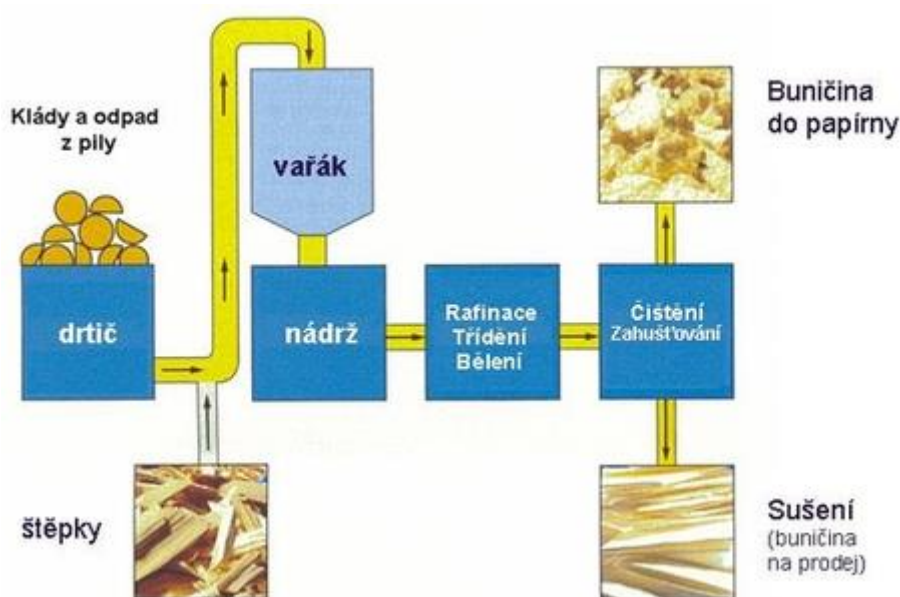 Klády a odpad
z pily
drtič
štěpky
vařák
nádrž
Rafinace
Třídění
Bělení
Čištění
Zahušťování
Buničina
do papírny
Sušení
(buničina
na prodej)